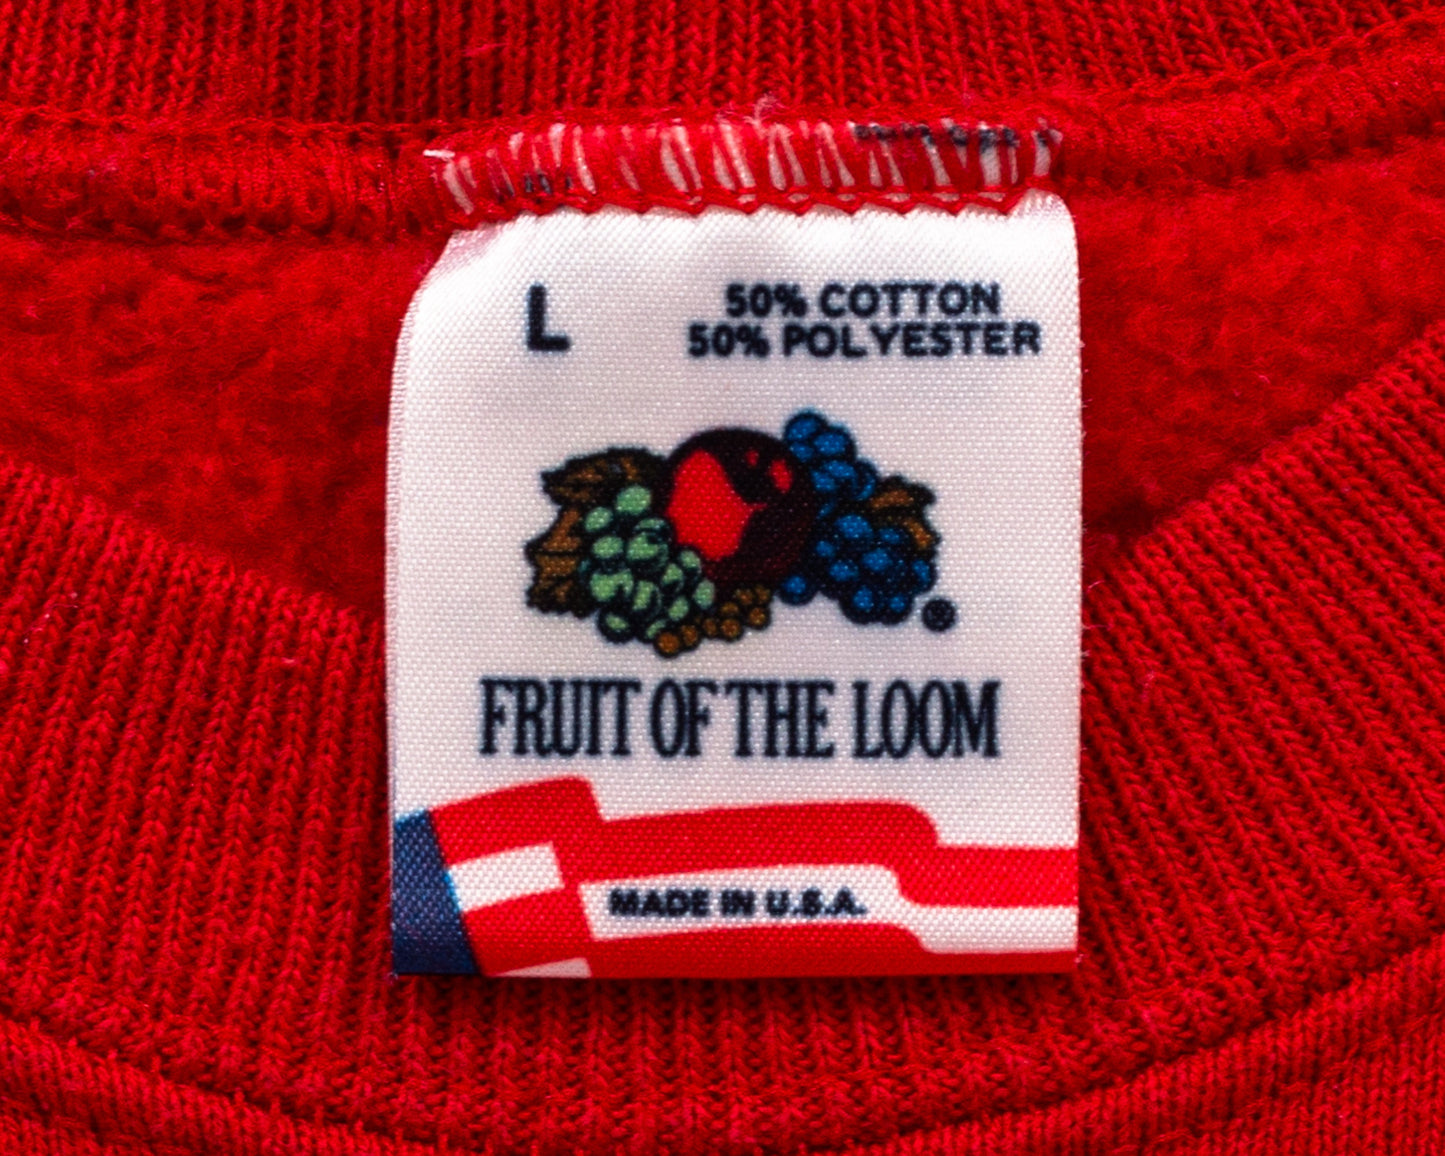 L
50% COTTON
50% POLYESTER
®
FRUIT OF THE LOOM
MADE IN U.S.A.